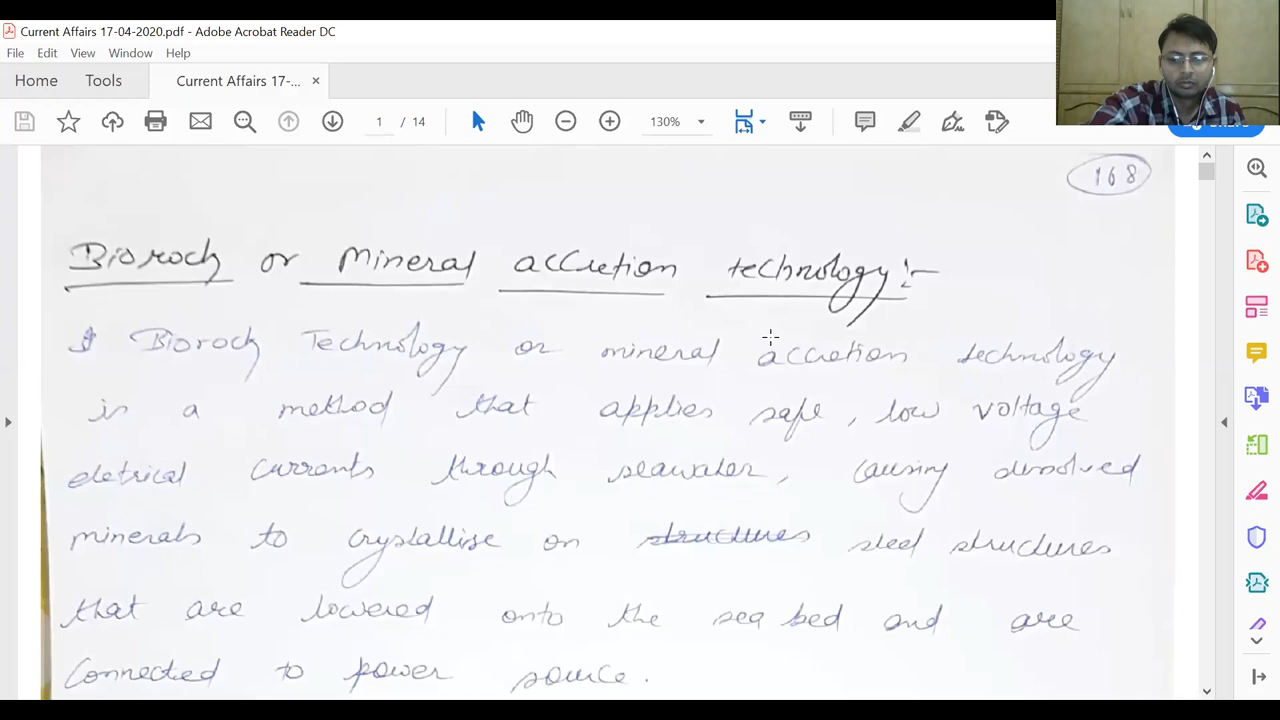 Current Affairs 17-04-2020.pdf - Adobe Acrobat Reader DC
File Edit View Window Help
Home Tools Current Affairs 17-... ×
1 / 14 130%
168
Biorock or Mineral accretion technology :-
Biorock Technology or mineral accretion technology
is a method that applies safe, low voltage
eletrical currants through seawater, causing dissolved
minerals to crystallise on structures steel structures
that are lowered onto the sea bed and are
connected to power source.